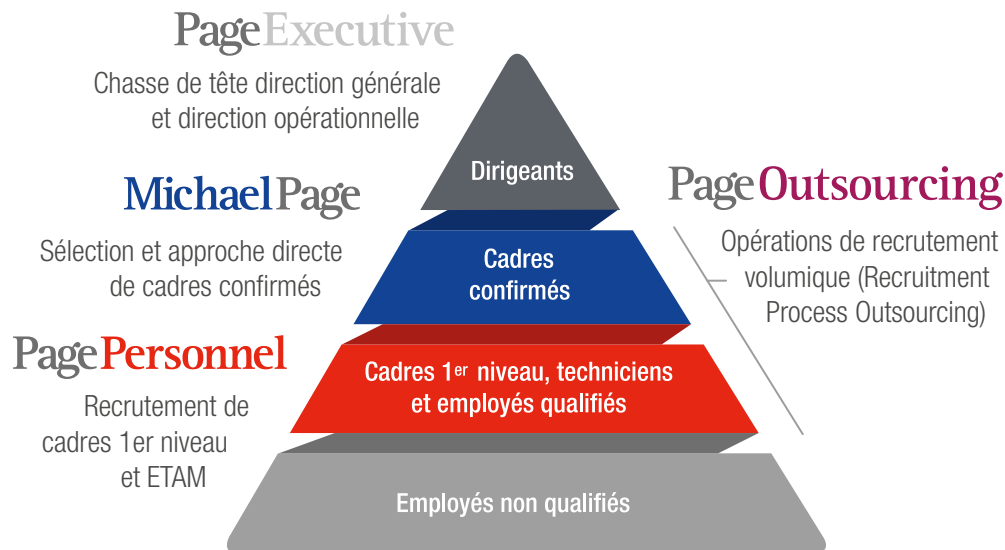 PageExecutive
Chasse de tête direction générale
et direction opérationnelle
Dirigeants
MichaelPage
Sélection et approche directe
de cadres confirmés
Cadres
confirmés
PageOutsourcing
Opérations de recrutement
volumique (Recruitment
Process Outsourcing)
PagePersonnel
Recrutement de
cadres 1er niveau
et ETAM
Cadres 1er niveau, techniciens
et employés qualifiés
Employés non qualifiés